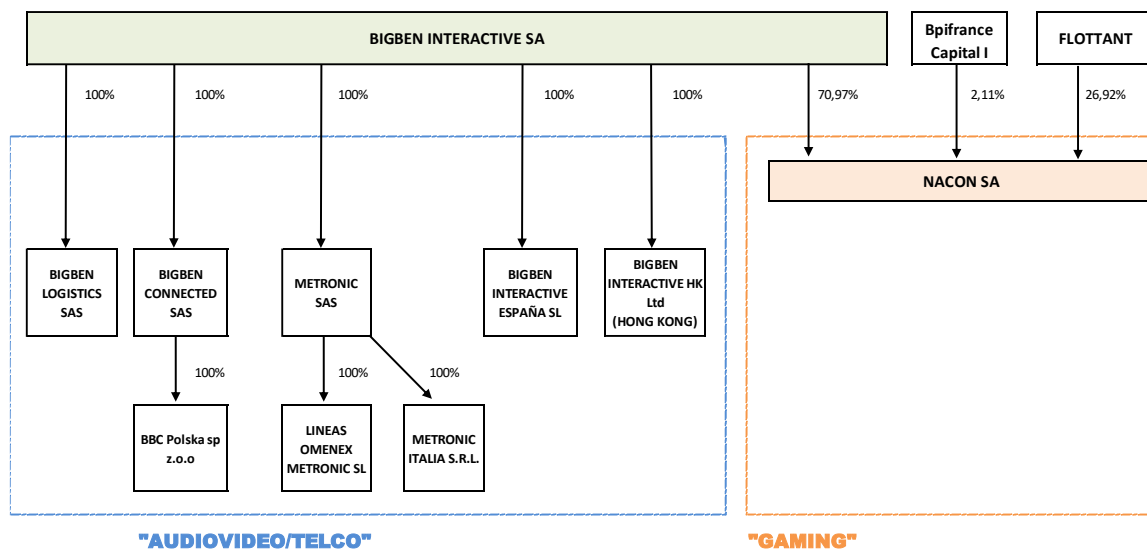 BIGBEN INTERACTIVE SA
Bpifrance
Capital I
FLOTTANT
100%
100%
100%
100%
100%
70,97%
2,11%
26,92%
NACON SA
BIGBEN
LOGISTICS
SAS
BIGBEN
CONNECTED
SAS
METRONIC
SAS
BIGBEN
INTERACTIVE
ESPAÑA SL
BIGBEN
INTERACTIVE HK
Ltd
(HONG KONG)
100%
100%
100%
BBC Polska sp
z.o.o
LINEAS
OMENEX
METRONIC SL
METRONIC
ITALIA S.R.L.
"AUDIOVIDEO/TELCO"
"GAMING"